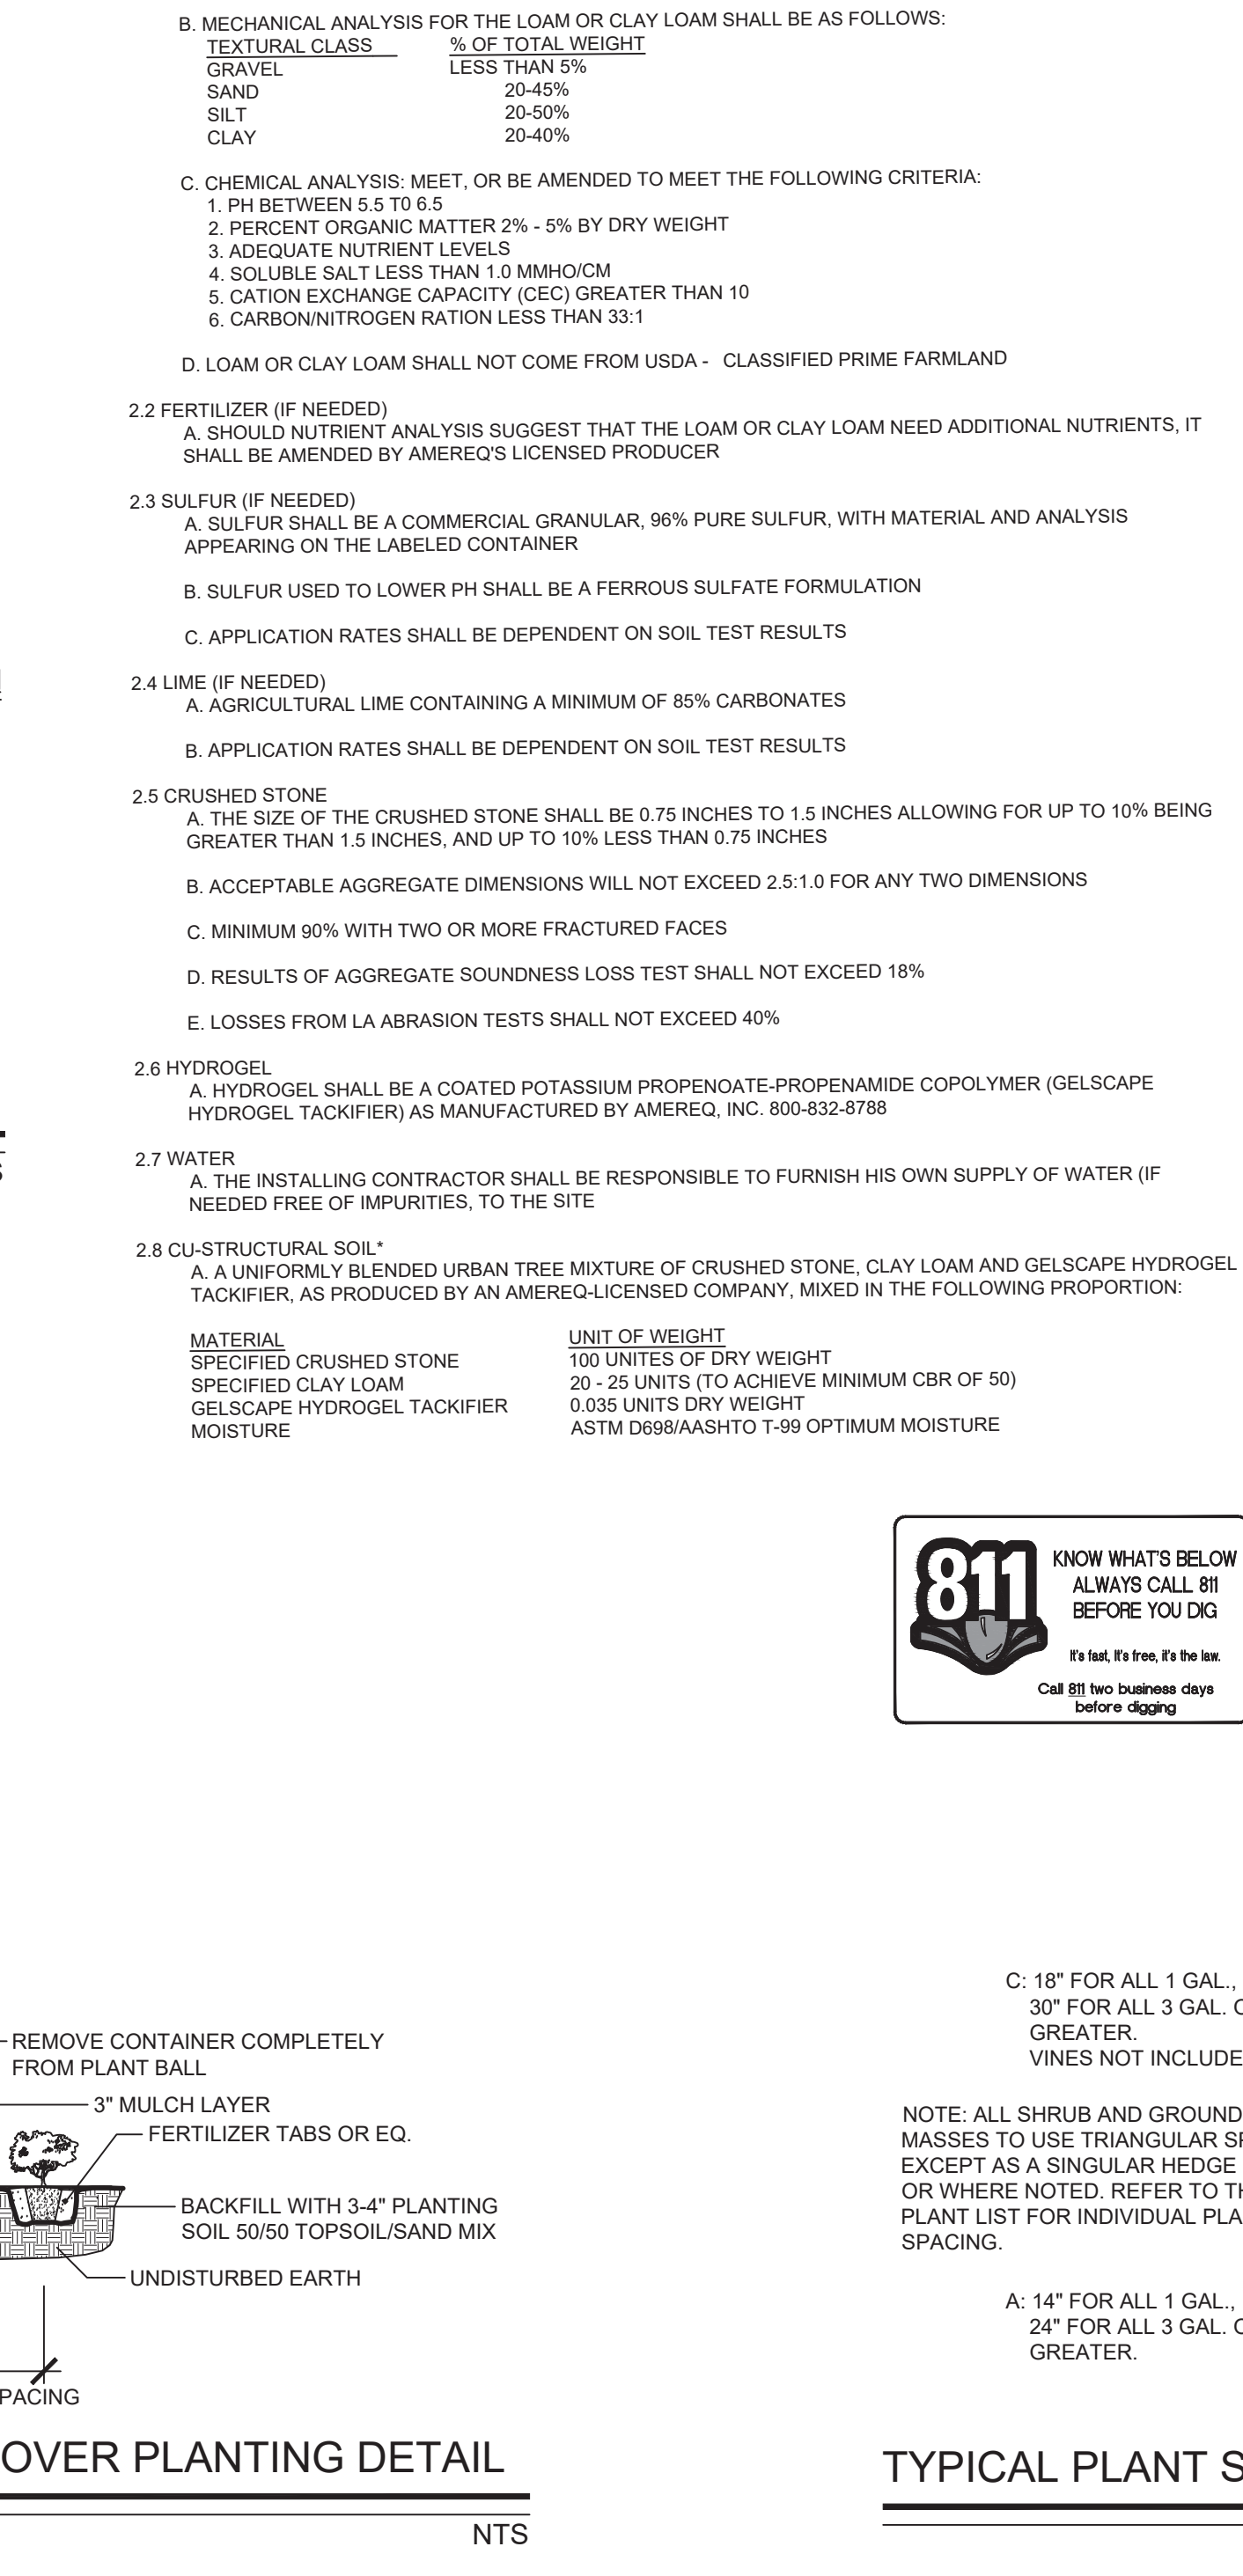 B. MECHANICAL ANALYSIS FOR THE LOAM OR CLAY LOAM SHALL BE AS FOLLOWS:
TEXTURAL CLASS % OF TOTAL WEIGHT
GRAVEL LESS THAN 5%
SAND 20-45%
SILT 20-50%
CLAY 20-40%
C. CHEMICAL ANALYSIS: MEET, OR BE AMENDED TO MEET THE FOLLOWING CRITERIA:
1. PH BETWEEN 5.5 T0 6.5
2. PERCENT ORGANIC MATTER 2% - 5% BY DRY WEIGHT
3. ADEQUATE NUTRIENT LEVELS
4. SOLUBLE SALT LESS THAN 1.0 MMHO/CM
5. CATION EXCHANGE CAPACITY (CEC) GREATER THAN 10
6. CARBON/NITROGEN RATION LESS THAN 33:1
D. LOAM OR CLAY LOAM SHALL NOT COME FROM USDA - CLASSIFIED PRIME FARMLAND
2.2 FERTILIZER (IF NEEDED)
A. SHOULD NUTRIENT ANALYSIS SUGGEST THAT THE LOAM OR CLAY LOAM NEED ADDITIONAL NUTRIENTS, IT
SHALL BE AMENDED BY AMEREQ'S LICENSED PRODUCER
2.3 SULFUR (IF NEEDED)
A. SULFUR SHALL BE A COMMERCIAL GRANULAR, 96% PURE SULFUR, WITH MATERIAL AND ANALYSIS
APPEARING ON THE LABELED CONTAINER
B. SULFUR USED TO LOWER PH SHALL BE A FERROUS SULFATE FORMULATION
C. APPLICATION RATES SHALL BE DEPENDENT ON SOIL TEST RESULTS
2.4 LIME (IF NEEDED)
A. AGRICULTURAL LIME CONTAINING A MINIMUM OF 85% CARBONATES
B. APPLICATION RATES SHALL BE DEPENDENT ON SOIL TEST RESULTS
2.5 CRUSHED STONE
A. THE SIZE OF THE CRUSHED STONE SHALL BE 0.75 INCHES TO 1.5 INCHES ALLOWING FOR UP TO 10% BEING
GREATER THAN 1.5 INCHES, AND UP TO 10% LESS THAN 0.75 INCHES
B. ACCEPTABLE AGGREGATE DIMENSIONS WILL NOT EXCEED 2.5:1.0 FOR ANY TWO DIMENSIONS
C. MINIMUM 90% WITH TWO OR MORE FRACTURED FACES
D. RESULTS OF AGGREGATE SOUNDNESS LOSS TEST SHALL NOT EXCEED 18%
E. LOSSES FROM LA ABRASION TESTS SHALL NOT EXCEED 40%
2.6 HYDROGEL
A. HYDROGEL SHALL BE A COATED POTASSIUM PROPENOATE-PROPENAMIDE COPOLYMER (GELSCAPE
HYDROGEL TACKIFIER) AS MANUFACTURED BY AMEREQ, INC. 800-832-8788
2.7 WATER
A. THE INSTALLING CONTRACTOR SHALL BE RESPONSIBLE TO FURNISH HIS OWN SUPPLY OF WATER (IF
NEEDED FREE OF IMPURITIES, TO THE SITE
2.8 CU-STRUCTURAL SOIL*
A. A UNIFORMLY BLENDED URBAN TREE MIXTURE OF CRUSHED STONE, CLAY LOAM AND GELSCAPE HYDROGEL
TACKIFIER, AS PRODUCED BY AN AMEREQ-LICENSED COMPANY, MIXED IN THE FOLLOWING PROPORTION:
MATERIAL UNIT OF WEIGHT
SPECIFIED CRUSHED STONE 100 UNITES OF DRY WEIGHT
SPECIFIED CLAY LOAM 20 - 25 UNITS (TO ACHIEVE MINIMUM CBR OF 50)
GELSCAPE HYDROGEL TACKIFIER 0.035 UNITS DRY WEIGHT
MOISTURE ASTM D698/AASHTO T-99 OPTIMUM MOISTURE
811
KNOW WHAT'S BELOW
ALWAYS CALL 811
BEFORE YOU DIG
It's fast, It's free, it's the law.
Call 811 two business days
before digging
REMOVE CONTAINER COMPLETELY
FROM PLANT BALL
3" MULCH LAYER
FERTILIZER TABS OR EQ.
BACKFILL WITH 3-4" PLANTING
SOIL 50/50 TOPSOIL/SAND MIX
UNDISTURBED EARTH
PACING
OVER PLANTING DETAIL
NTS
C: 18" FOR ALL 1 GAL.,
30" FOR ALL 3 GAL.
GREATER.
VINES NOT INCLUDE
NOTE: ALL SHRUB AND GROUND
MASSES TO USE TRIANGULAR SP
EXCEPT AS A SINGULAR HEDGE
OR WHERE NOTED. REFER TO TH
PLANT LIST FOR INDIVIDUAL PLA
SPACING.
A: 14" FOR ALL 1 GAL.,
24" FOR ALL 3 GAL.
GREATER.
TYPICAL PLANT S